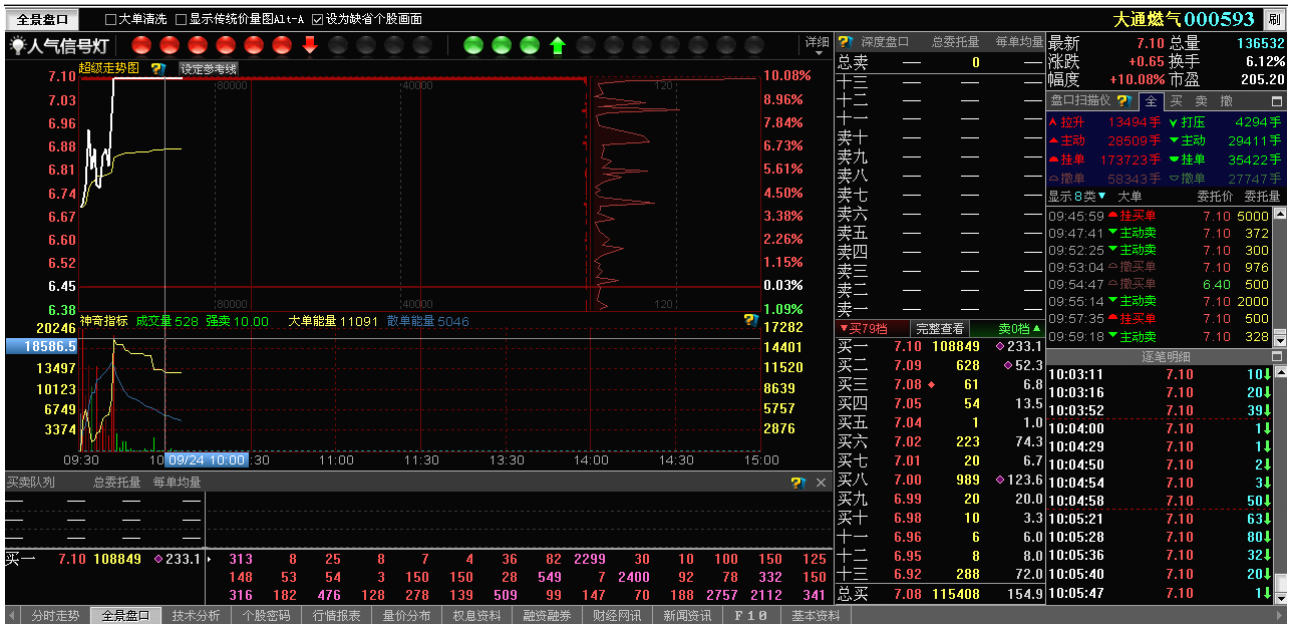 全景盘口 大单清洗 显示传统价量图Alt-A 设为缺省个股画面 大通燃气000593 刷
人气信号灯 详细
超级走势图 设定参考线
7.10 80000 40000 120 10.08%
7.03 8.96%
6.96 7.84%
6.88 6.73%
6.81 5.61%
6.74 4.50%
6.67 3.38%
6.60 2.26%
6.52 1.15%
6.45 0.03%
6.38 80000 40000 120 1.09%
神奇指标 成交量528 强卖10.00 大单能量11091 散单能量5046
20246 17282
18586.5 14401
13497 11520
10123 8639
6749 5757
3374 2876
09:30 10 09/24 10:00 :30 11:00 11:30 13:30 14:00 14:30 15:00
深度盘口 总委托量 每单均量
总卖 — 0 —
十三 — — —
十二 — — —
十一 — — —
卖十 — — —
卖九 — — —
卖八 — — —
卖七 — — —
卖六 — — —
卖五 — — —
卖四 — — —
卖三 — — —
卖二 — — —
卖一 — — —
买79档 完整查看 卖0档
买一 7.10 108849 233.1
买二 7.09 628 52.3
买三 7.08 61 6.8
买四 7.05 54 13.5
买五 7.04 1 1.0
买六 7.02 223 74.3
买七 7.01 20 6.7
买八 7.00 989 123.6
买九 6.99 20 20.0
买十 6.98 10 3.3
十一 6.96 6 6.0
十二 6.95 8 8.0
十三 6.92 288 72.0
总买 7.08 115408 154.9
最新 7.10 总量 136532
涨跌 +0.65 换手 6.12%
幅度 +10.08% 市盈 205.20
盘口扫描仪 全 买 卖 撤
拉升 13494手 打压 4294手
主动 28509手 主动 29411手
挂单 173723手 挂单 35422手
撤单 58343手 撤单 27747手
显示8类 大单 委托价 委托量
09:45:59 挂买单 7.10 5000
09:47:41 主动卖 7.10 372
09:52:25 主动卖 7.10 300
09:53:04 撤买单 7.10 976
09:54:47 撤买单 6.40 500
09:55:14 主动卖 7.10 2000
09:57:35 挂买单 7.10 500
09:59:18 主动卖 7.10 328
逐笔明细
10:03:11 7.10 10
10:03:16 7.10 20
10:03:52 7.10 39
10:04:00 7.10 1
10:04:29 7.10 1
10:04:50 7.10 2
10:04:54 7.10 3
10:04:58 7.10 50
10:05:21 7.10 63
10:05:28 7.10 80
10:05:36 7.10 32
10:05:40 7.10 20
10:05:47 7.10 1
买卖队列 总委托量 每单均量
— — — —
— — — —
— — — —
买一 7.10 108849 233.1 313 8 25 8 7 4 36 82 2299 30 10 100 150 125
148 53 54 3 150 150 28 549 7 2400 92 78 332 150
316 182 476 128 278 139 509 99 147 70 188 2757 2112 341
分时走势 全景盘口 技术分析 个股密码 行情报表 量价分布 权息资料 融资融券 财经网讯 新闻资讯 F10 基本资料